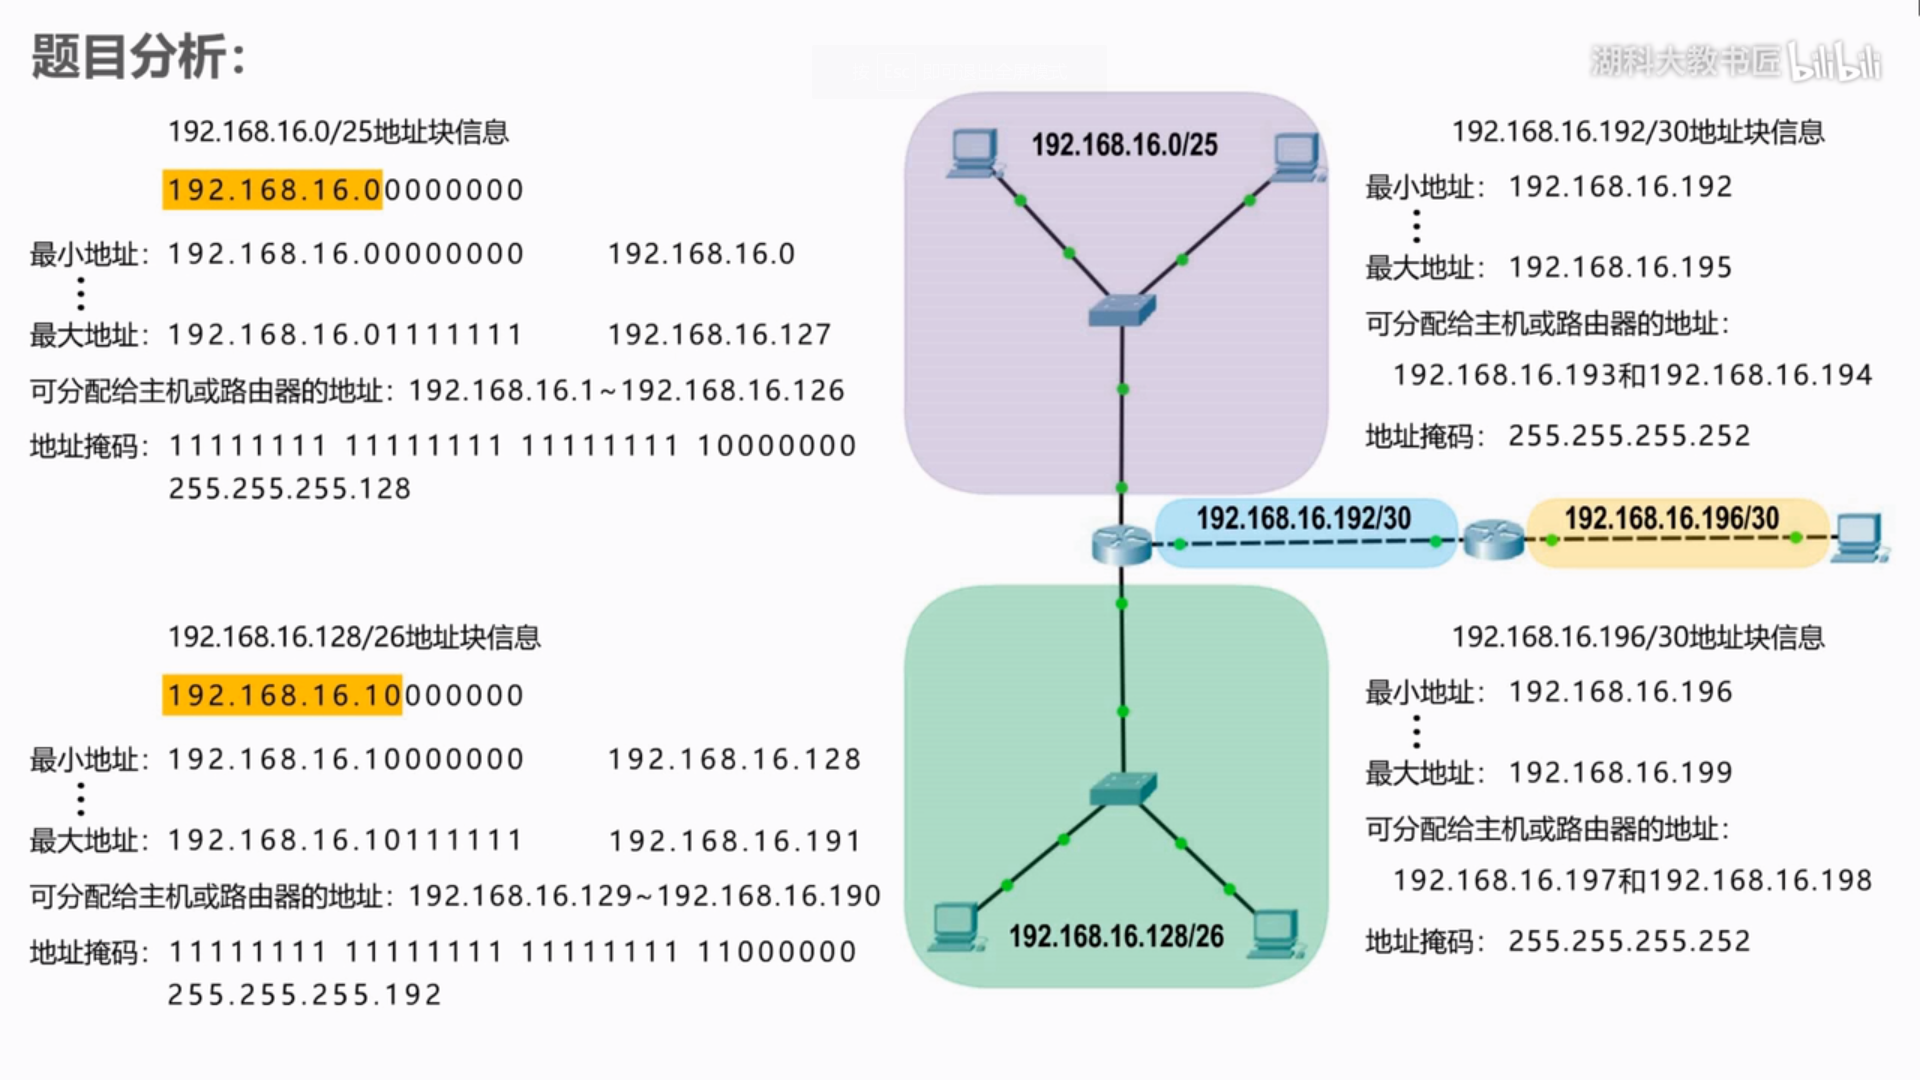 题目分析：
湖科大教书匠 bilibili
192.168.16.0/25地址块信息
192.168.16.00000000
最小地址： 192.168.16.00000000 192.168.16.0
最大地址： 192.168.16.01111111 192.168.16.127
可分配给主机或路由器的地址：192.168.16.1~192.168.16.126
地址掩码： 11111111 11111111 11111111 10000000
255.255.255.128
192.168.16.128/26地址块信息
192.168.16.10000000
最小地址： 192.168.16.10000000 192.168.16.128
最大地址： 192.168.16.10111111 192.168.16.191
可分配给主机或路由器的地址：192.168.16.129~192.168.16.190
地址掩码： 11111111 11111111 11111111 11000000
255.255.255.192
192.168.16.0/25
192.168.16.192/30
192.168.16.196/30
192.168.16.128/26
192.168.16.192/30地址块信息
最小地址： 192.168.16.192
最大地址： 192.168.16.195
可分配给主机或路由器的地址：
192.168.16.193和192.168.16.194
地址掩码： 255.255.255.252
192.168.16.196/30地址块信息
最小地址： 192.168.16.196
最大地址： 192.168.16.199
可分配给主机或路由器的地址：
192.168.16.197和192.168.16.198
地址掩码： 255.255.255.252